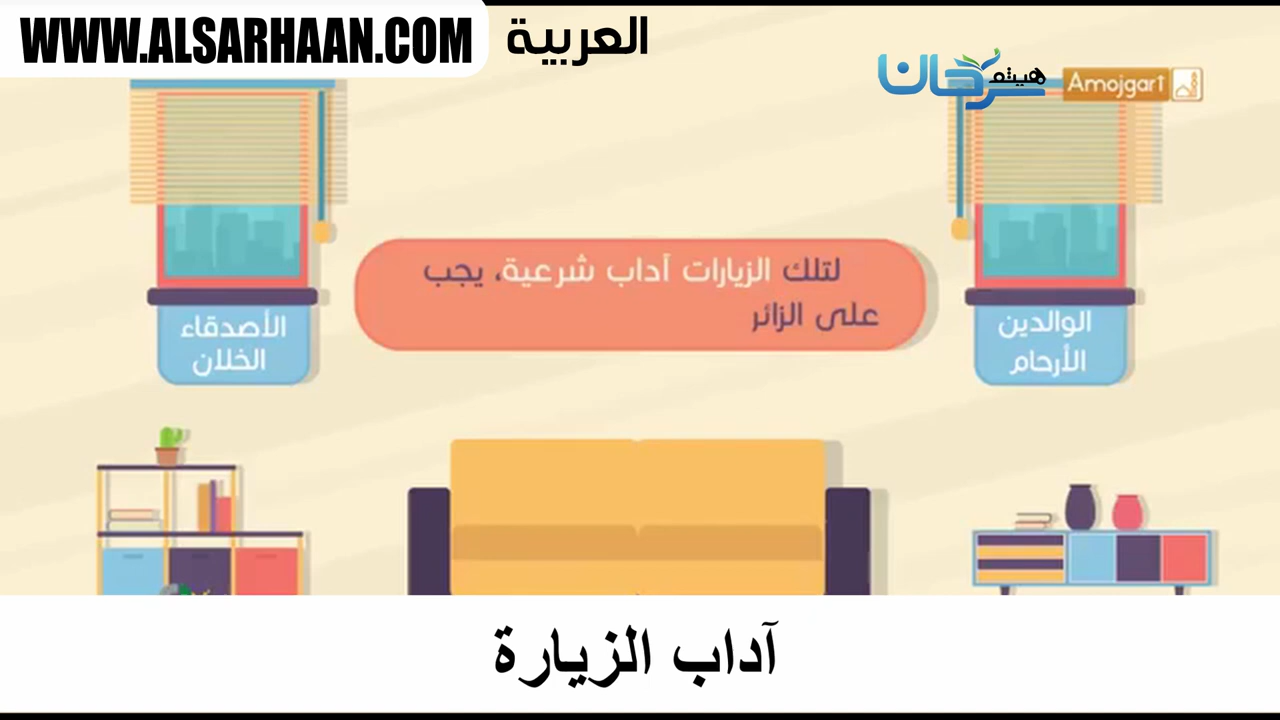 WWW.ALSARHAAN.COM
العربية
هيثم سرحان
Amojgart
لتلك الزيارات آداب شرعية، يجب
على الزائر
الوالدين
الأرحام
الأصدقاء
الخلان
آداب الزيارة